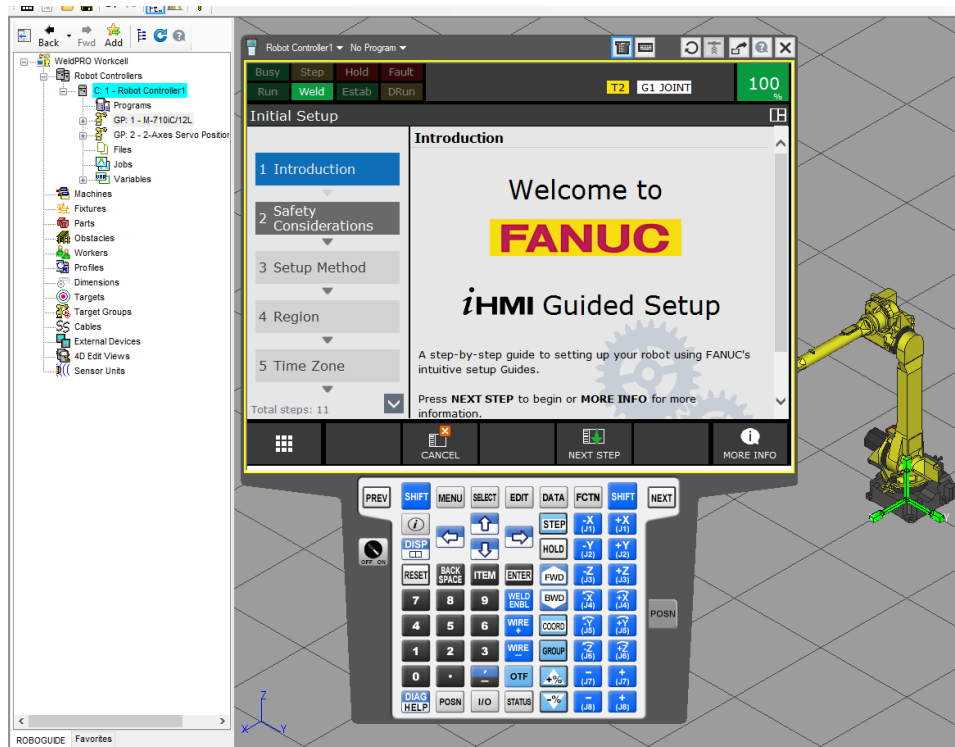 Back
Fwd
Add
WeldPRO Workcell
Robot Controllers
C: 1 - Robot Controller1
Programs
GP: 1 - M-710iC/12L
GP: 2 - 2-Axes Servo Position
Files
Jobs
Variables
Machines
Fixtures
Parts
Obstacles
Workers
Profiles
Dimensions
Targets
Target Groups
Cables
External Devices
4D Edit Views
Sensor Units
ROBOGUIDE Favorites
Robot Controller1 No Program
Busy Step Hold Fault
Run Weld Estab DRun
T2 G1 JOINT
100
%
Initial Setup
1 Introduction
2 Safety
Considerations
3 Setup Method
4 Region
5 Time Zone
Total steps: 11
Introduction
Welcome to
FANUC
iHMI Guided Setup
A step-by-step guide to setting up your robot using FANUC's
intuitive setup Guides.
Press NEXT STEP to begin or MORE INFO for more
information.
CANCEL
NEXT STEP
MORE INFO
PREV SHIFT MENU SELECT EDIT DATA FCTN SHIFT NEXT
i STEP -X (J1) +X (J1)
OFF ON
DISP HOLD -Y (J2) +Y (J2)
RESET BACK SPACE ITEM ENTER FWD -Z (J3) +Z (J3)
7 8 9 WELD ENBL BWD -X (J4) +X (J4)
POSN
4 5 6 WIRE + COORD -Y (J5) +Y (J5)
1 2 3 WIRE − GROUP -Z (J6) +Z (J6)
0 . OTF +% - (J7) + (J7)
DIAG HELP POSN I/O STATUS -% - (J8) + (J8)
Z
X Y